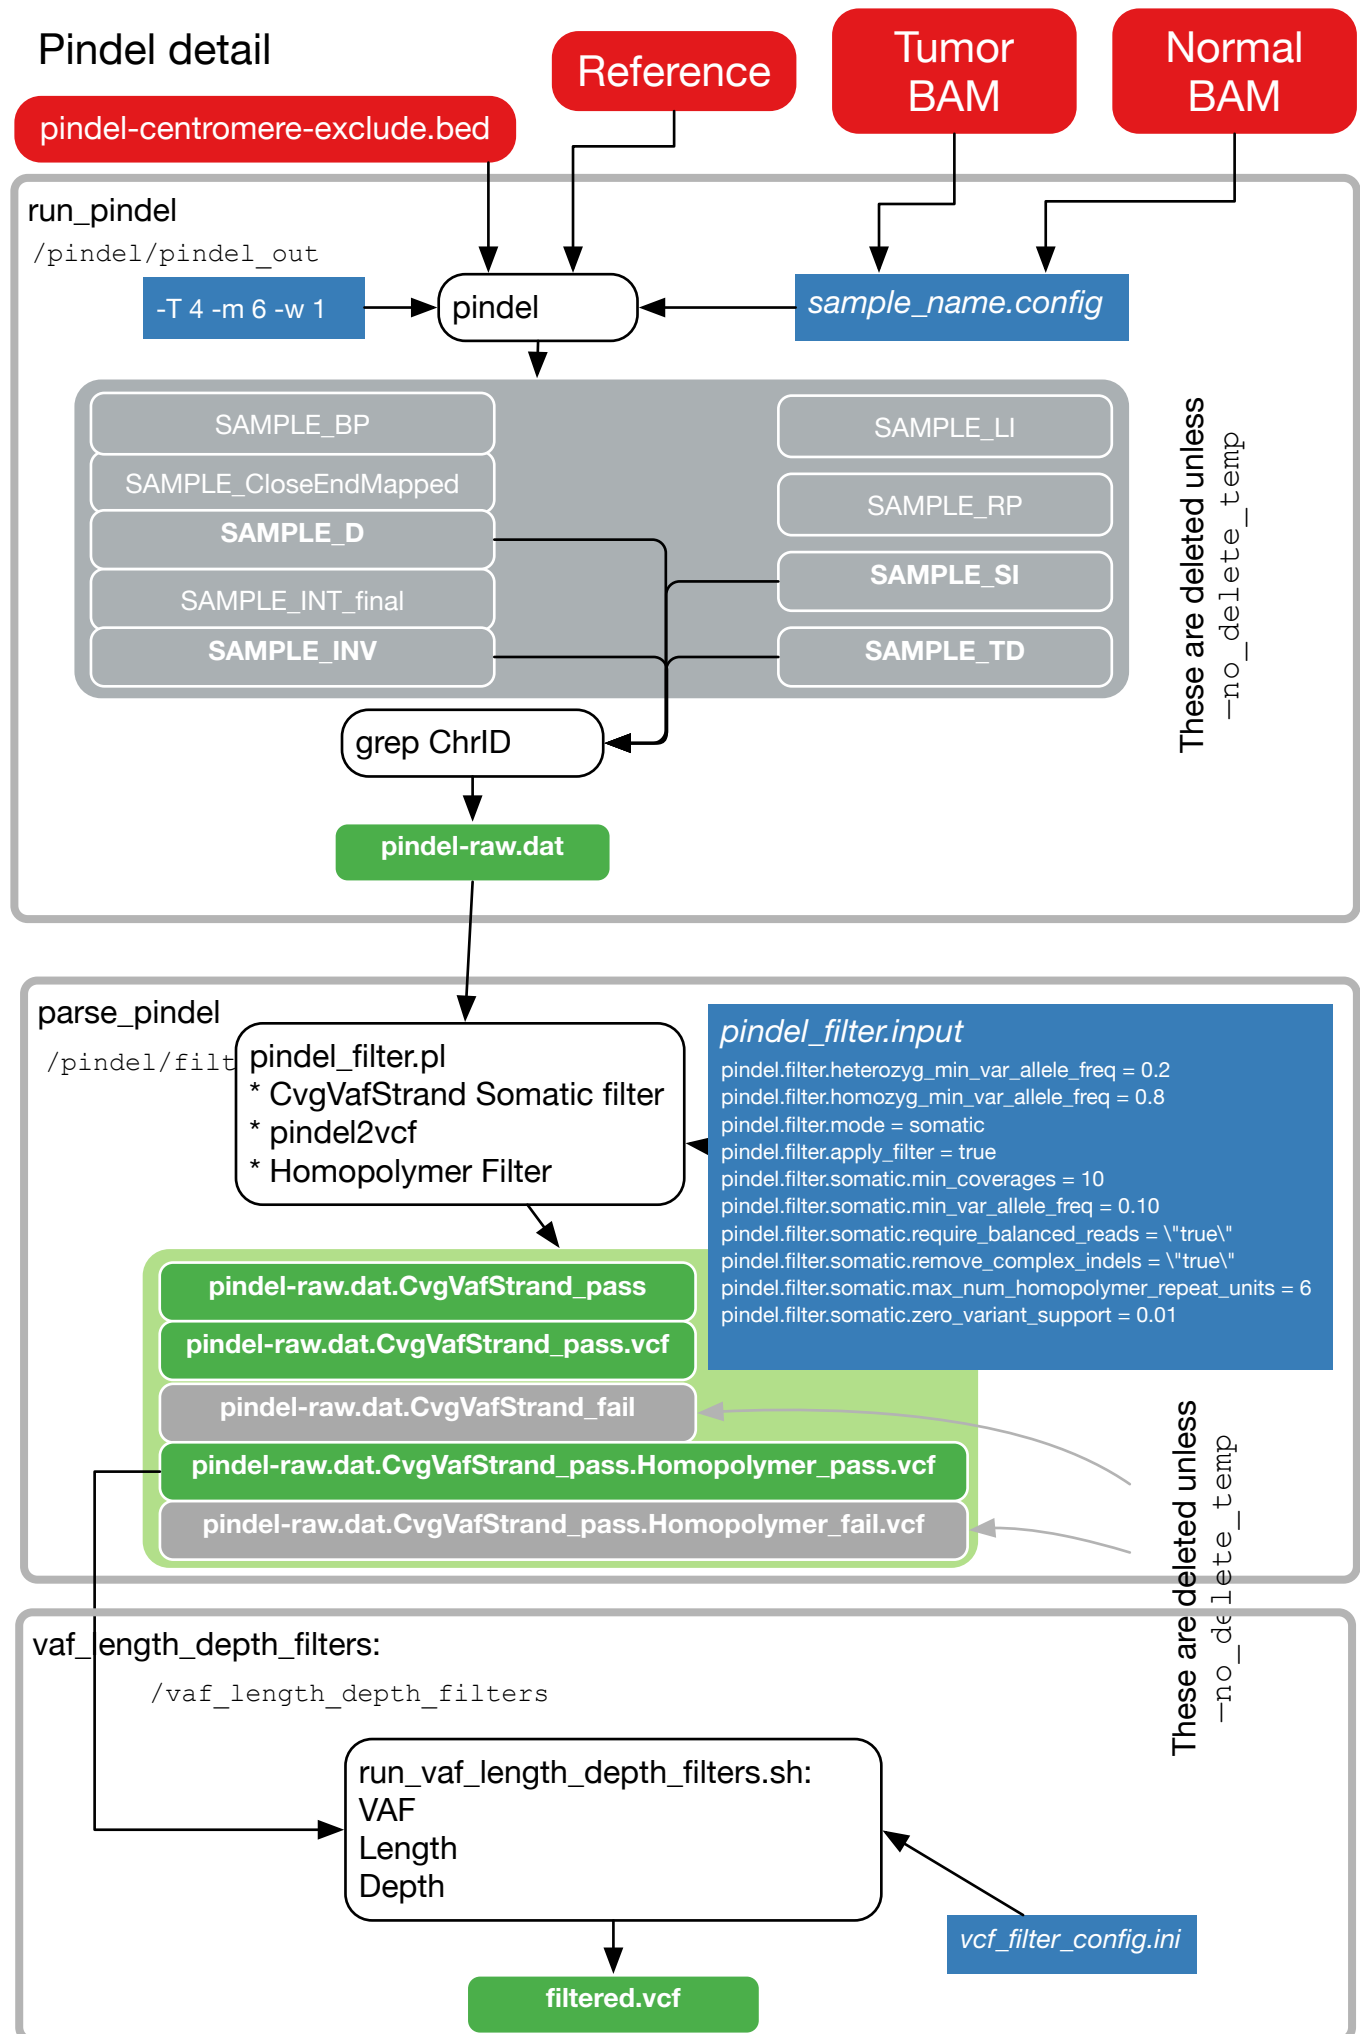 Pindel detail
Reference
Tumor
BAM
Normal
BAM
pindel-centromere-exclude.bed
run_pindel
/pindel/pindel_out
-T 4 -m 6 -w 1
pindel
sample_name.config
SAMPLE_BP
SAMPLE_CloseEndMapped
SAMPLE_D
SAMPLE_INT_final
SAMPLE_INV
SAMPLE_LI
SAMPLE_RP
SAMPLE_SI
SAMPLE_TD
These are deleted unless
—no_delete_temp
grep ChrID
pindel-raw.dat
parse_pindel
/pindel/filt
pindel_filter.pl
* CvgVafStrand Somatic filter
* pindel2vcf
* Homopolymer Filter
pindel_filter.input
pindel.filter.heterozyg_min_var_allele_freq = 0.2
pindel.filter.homozyg_min_var_allele_freq = 0.8
pindel.filter.mode = somatic
pindel.filter.apply_filter = true
pindel.filter.somatic.min_coverages = 10
pindel.filter.somatic.min_var_allele_freq = 0.10
pindel.filter.somatic.require_balanced_reads = \"true\"
pindel.filter.somatic.remove_complex_indels = \"true\"
pindel.filter.somatic.max_num_homopolymer_repeat_units = 6
pindel.filter.somatic.zero_variant_support = 0.01
pindel-raw.dat.CvgVafStrand_pass
pindel-raw.dat.CvgVafStrand_pass.vcf
pindel-raw.dat.CvgVafStrand_fail
pindel-raw.dat.CvgVafStrand_pass.Homopolymer_pass.vcf
pindel-raw.dat.CvgVafStrand_pass.Homopolymer_fail.vcf
These are deleted unless
—no_delete_temp
vaf_length_depth_filters:
/vaf_length_depth_filters
run_vaf_length_depth_filters.sh:
VAF
Length
Depth
vcf_filter_config.ini
filtered.vcf